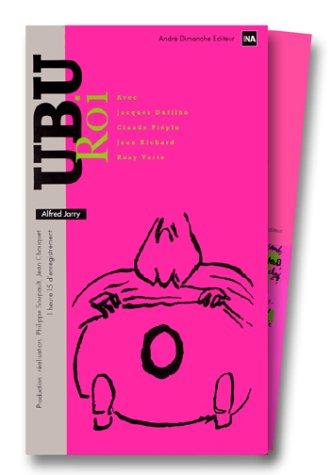 André Dimanche Editeur
INA
UBU
Roi
Avec
Jacques Dufilho
Claude Piéplu
Jean Richard
Rosy Varte
Alfred Jarry
Production réalisation: Philippe Soupault, Jean Chouquet
1 heure 15 d'enregistrement